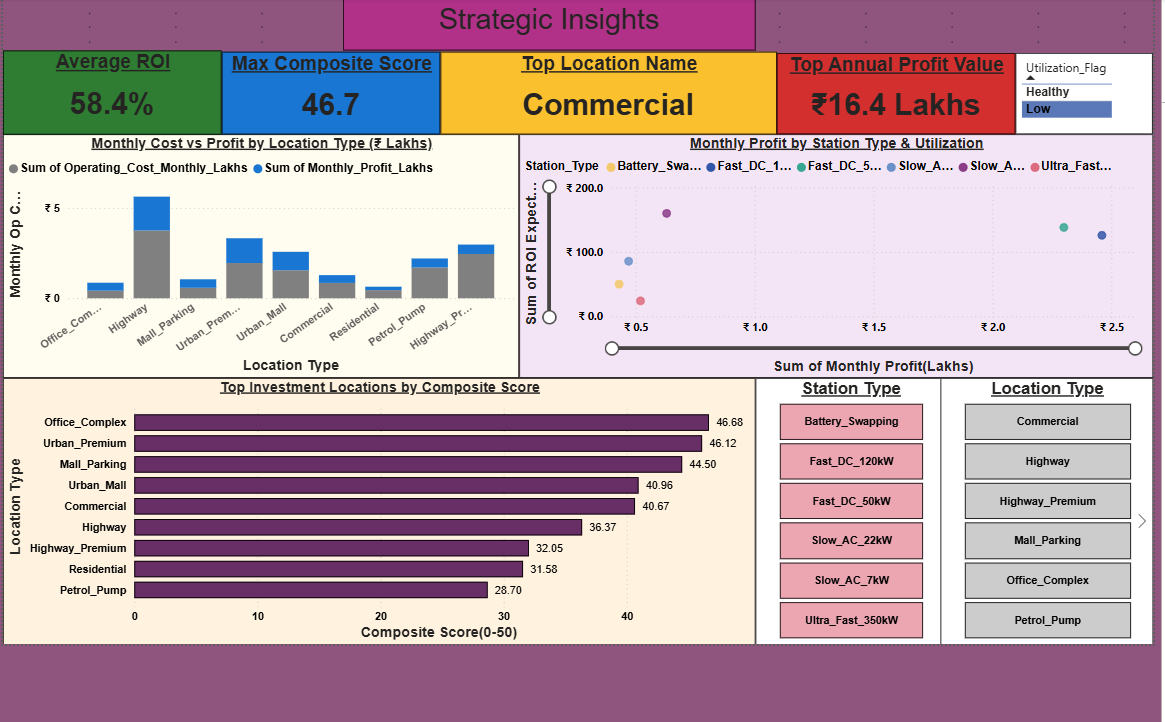 Strategic Insights
Average ROI
58.4%
Max Composite Score
46.7
Top Location Name
Commercial
Top Annual Profit Value
₹16.4 Lakhs
Utilization_Flag
Healthy
Low
Monthly Cost vs Profit by Location Type (₹ Lakhs)
Sum of Operating_Cost_Monthly_Lakhs Sum of Monthly_Profit_Lakhs
Monthly Op C...
₹ 5
₹ 0
Office_Com...
Highway
Mall_Parking
Urban_Prem...
Urban_Mall
Commercial
Residential
Petrol_Pump
Highway_Pr...
Location Type
Monthly Profit by Station Type & Utilization
Station_Type Battery_Swa... Fast_DC_1... Fast_DC_5... Slow_A... Slow_A... Ultra_Fast...
Sum of ROI Expect...
₹ 200.0
₹ 100.0
₹ 0.0
₹ 0.5 ₹ 1.0 ₹ 1.5 ₹ 2.0 ₹ 2.5
Sum of Monthly Profit(Lakhs)
Top Investment Locations by Composite Score
Location Type
Office_Complex 46.68
Urban_Premium 46.12
Mall_Parking 44.50
Urban_Mall 40.96
Commercial 40.67
Highway 36.37
Highway_Premium 32.05
Residential 31.58
Petrol_Pump 28.70
0 10 20 30 40
Composite Score(0-50)
Station Type
Battery_Swapping
Fast_DC_120kW
Fast_DC_50kW
Slow_AC_22kW
Slow_AC_7kW
Ultra_Fast_350kW
Location Type
Commercial
Highway
Highway_Premium
Mall_Parking
Office_Complex
Petrol_Pump